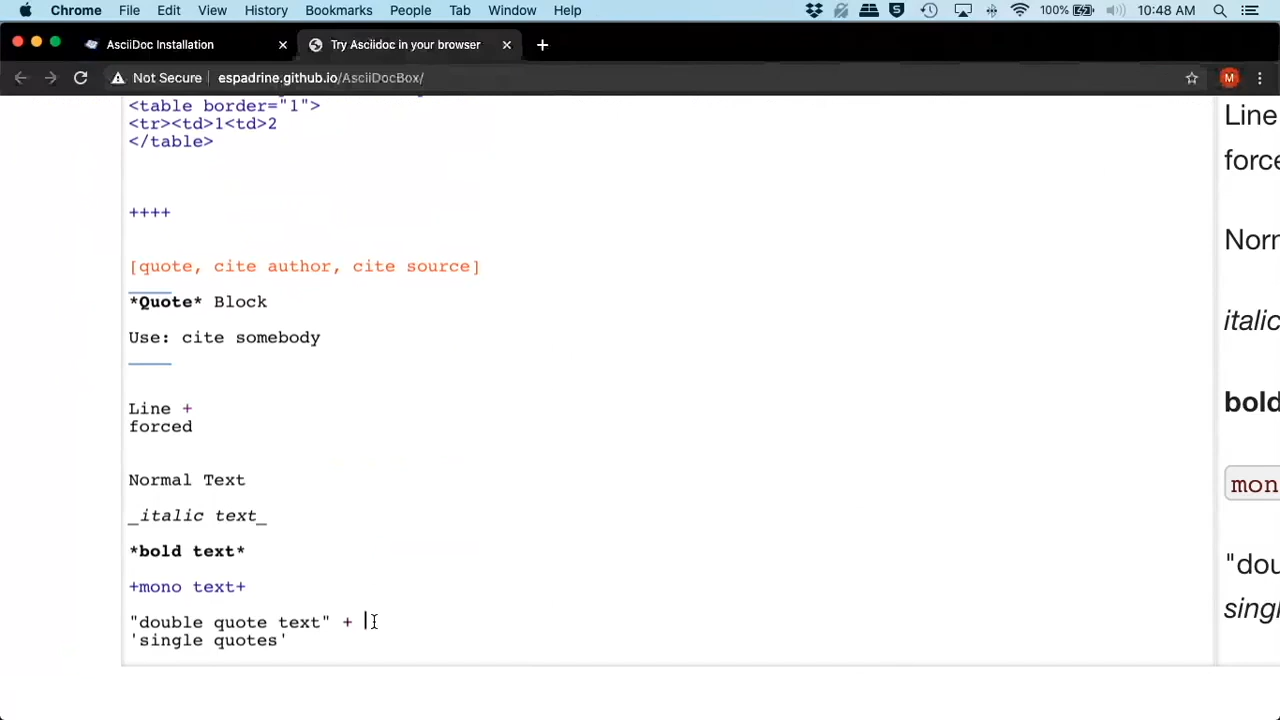 Chrome File Edit View History Bookmarks People Tab Window Help 100% 10:48 AM
AsciiDoc Installation Try Asciidoc in your browser
Not Secure espadrine.github.io/AsciiDocBox/ M
<table border="1">
<tr><td>1<td>2
</table>
++++
[quote, cite author, cite source]
____
*Quote* Block
Use: cite somebody
____
Line +
forced
Normal Text
_italic text_
*bold text*
+mono text+
"double quote text" +
'single quotes'
Line
force
Norn
italic
bold
mon
"dou
singl